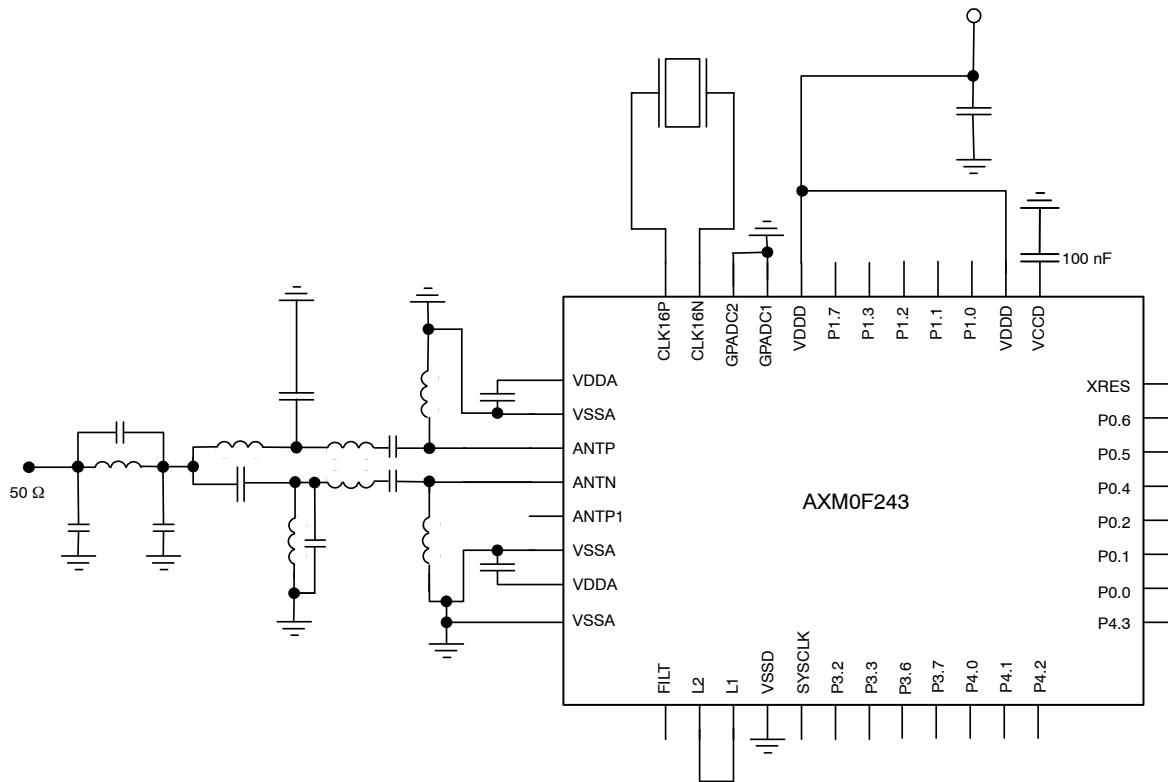 100 nF
CLK16P
CLK16N
GPADC2
GPADC1
VDDD
P1.7
P1.3
P1.2
P1.1
P1.0
VDDD
VCCD
VDDA
VSSA
ANTP
ANTN
ANTP1
VSSA
VDDA
VSSA
50 Ω
AXM0F243
XRES
P0.6
P0.5
P0.4
P0.2
P0.1
P0.0
P4.3
FILT
L2
L1
VSSD
SYSCLK
P3.2
P3.3
P3.6
P3.7
P4.0
P4.1
P4.2